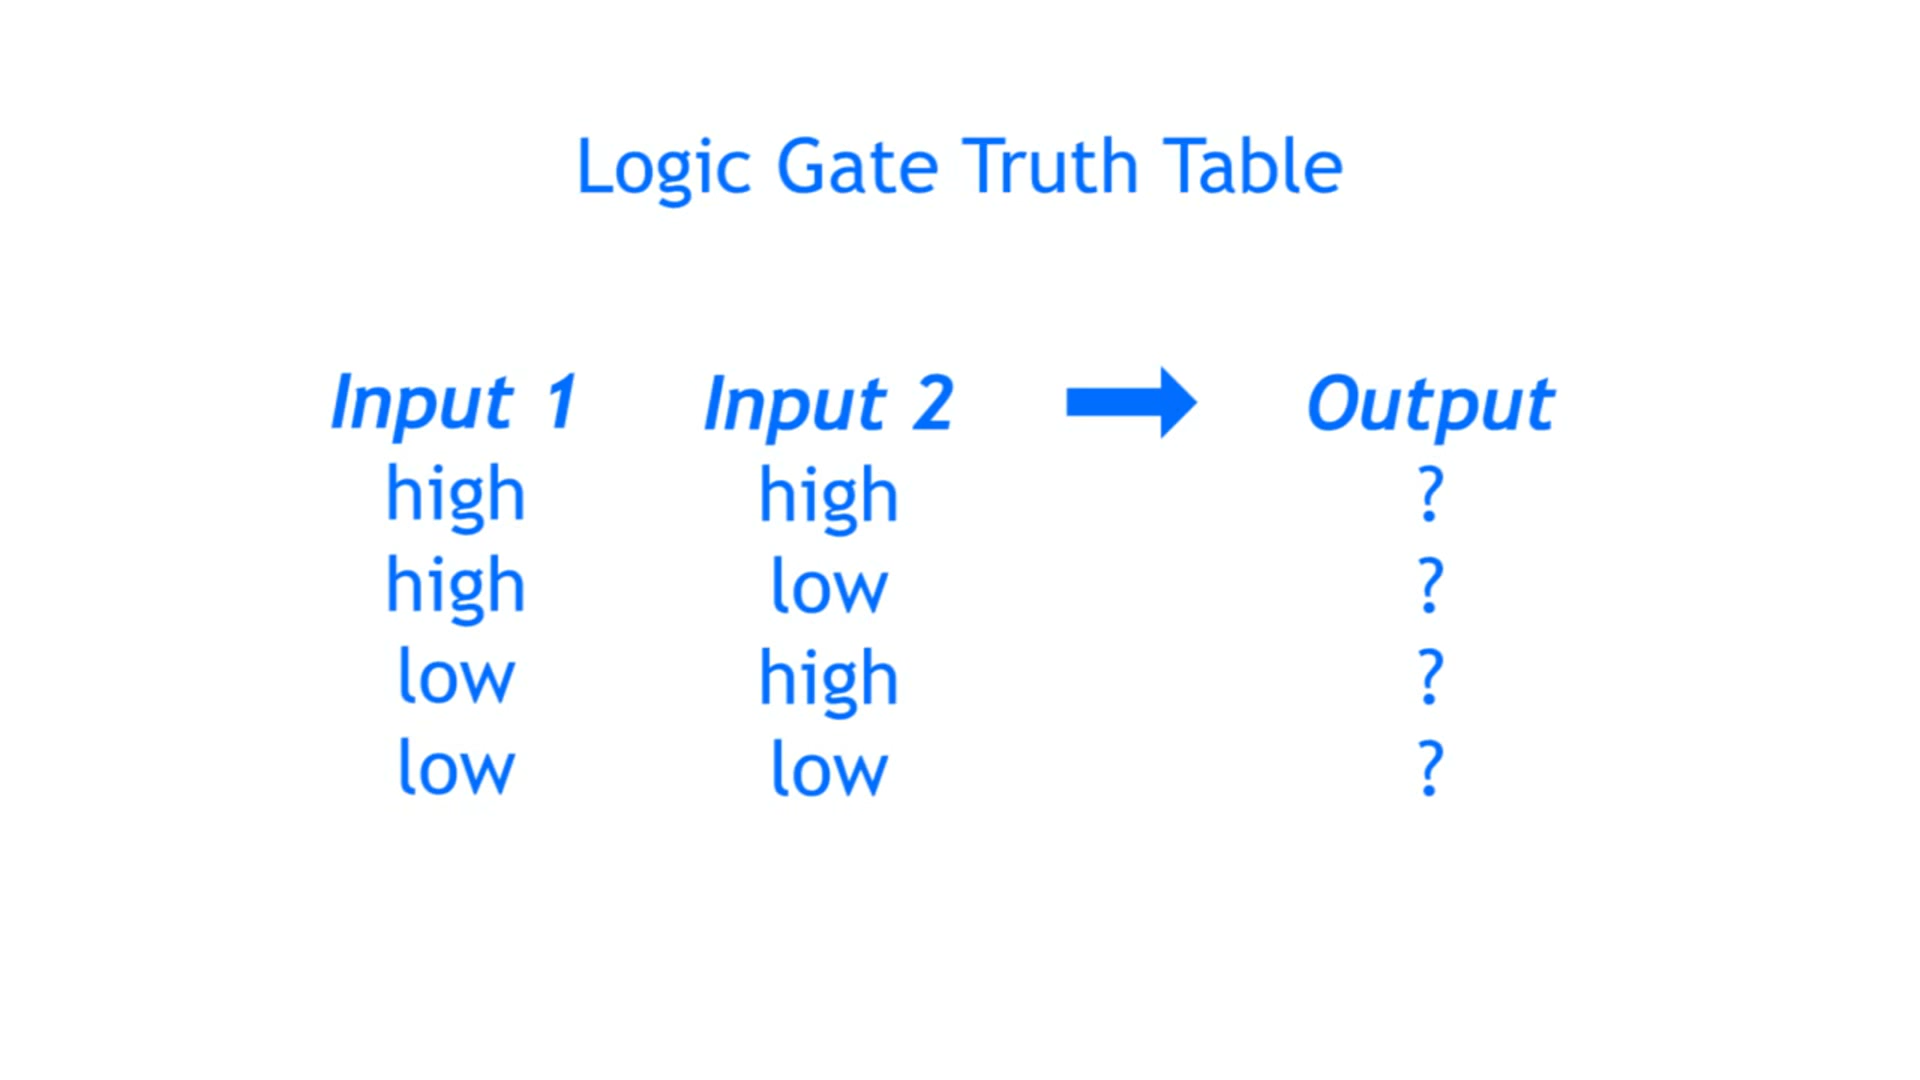 Logic Gate Truth Table
Input 1 Input 2 Output
high high ?
high low ?
low high ?
low low ?